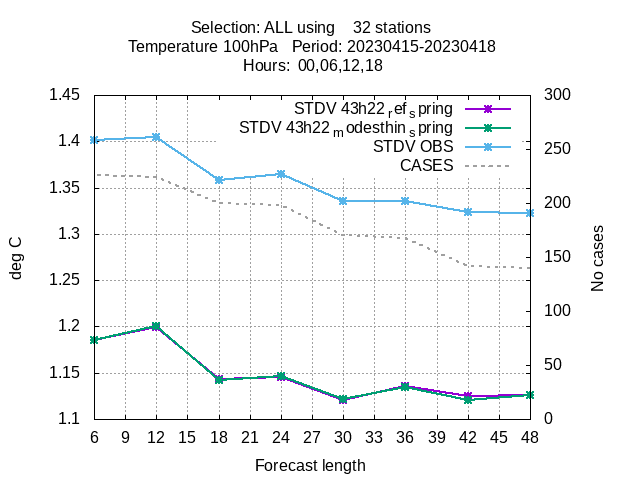 Selection: ALL using    32 stations
Temperature 100hPa   Period: 20230415-20230418
Hours: 00,06,12,18
1.45 300
STDV 43h22 ref spring
STDV 43h22 modesthin spring
STDV OBS
CASES
1.4 250
1.35
1.3 200
1.25 150
1.2 100
1.15 50
1.1 0
deg C
No cases
6 9 12 15 18 21 24 27 30 33 36 39 42 45 48
Forecast length